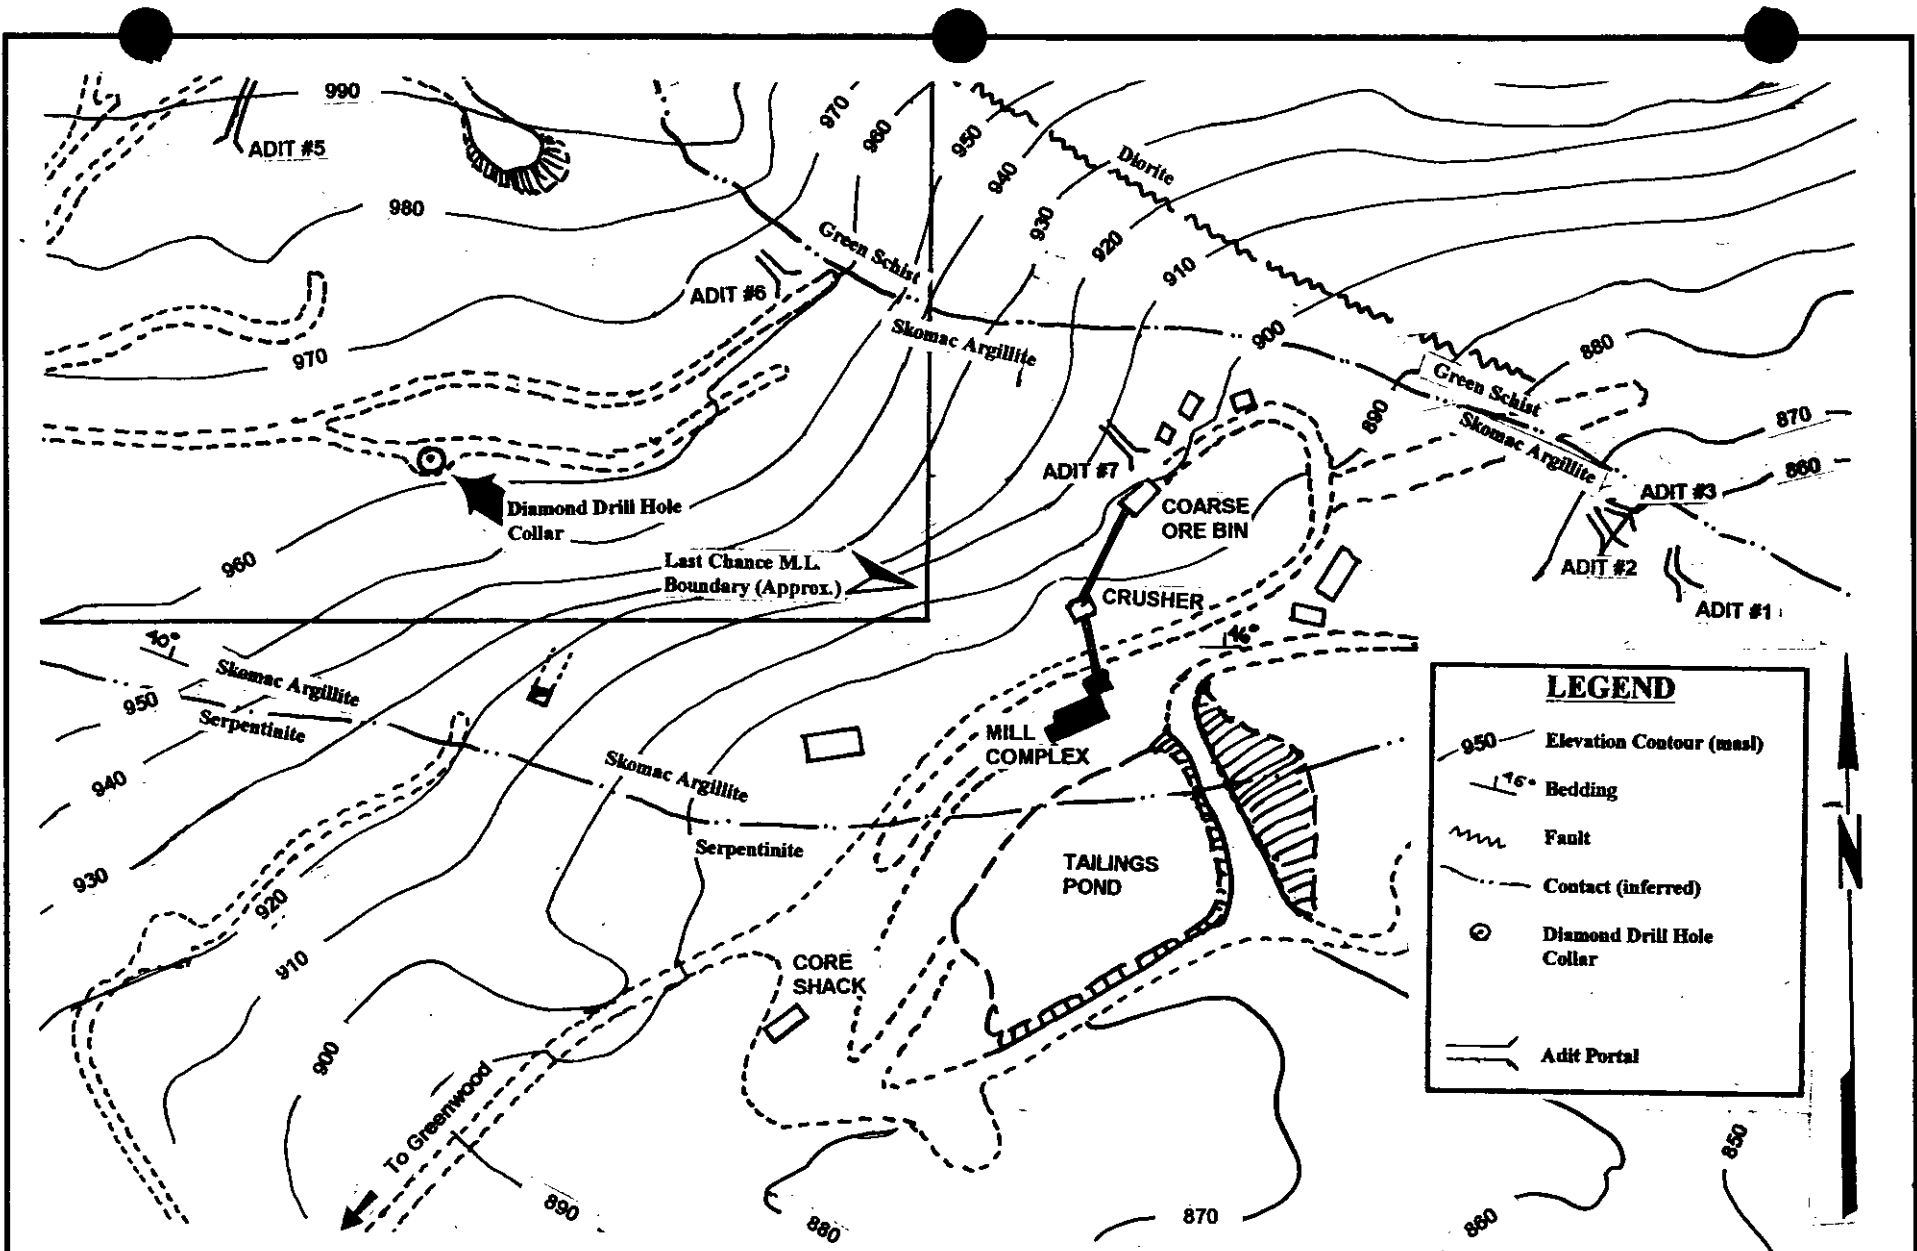 990
970
960
950
ADIT #5
940
Diorite
980
930
920
910
Green Schist
ADIT #6
Skomac Argillite
900
880
970
Green Schist
890
870
Skomac Argillite
860
ADIT #7
ADIT #3
COARSE
ORE BIN
Diamond Drill Hole
Collar
960
Last Chance M.L.
Boundary (Approx.)
ADIT #2
CRUSHER
ADIT #1
40°
46°
Skomac Argillite
950
Serpentinite
MILL
COMPLEX
Skomac Argillite
940
Serpentinite
TAILINGS
POND
930
920
910
CORE
SHACK
900
To Greenwood
890
880
870
860
850
LEGEND
950 Elevation Contour (masl)
46° Bedding
Fault
Contact (inferred)
Diamond Drill Hole
Collar
Adit Portal
N